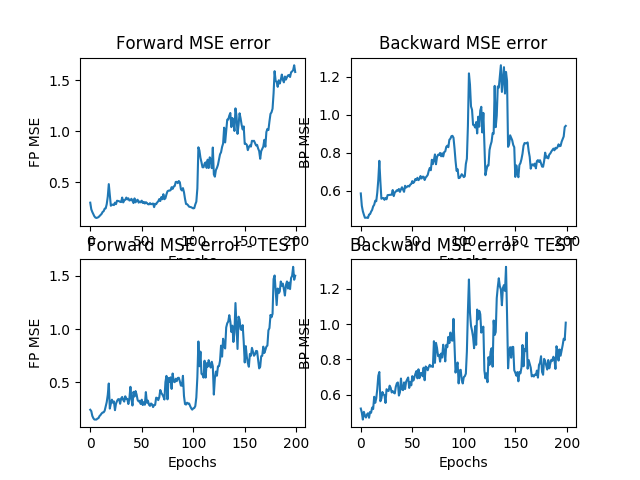 Forward MSE error
Backward MSE error
FP MSE
1.5
1.0
0.5
0 50 100 150 200
Epochs
BP MSE
1.2
1.0
0.8
0.6
0 50 100 150 200
Epochs
Forward MSE error - TEST
Backward MSE error - TEST
FP MSE
1.5
1.0
0.5
0 50 100 150 200
Epochs
BP MSE
1.2
1.0
0.8
0.6
0 50 100 150 200
Epochs